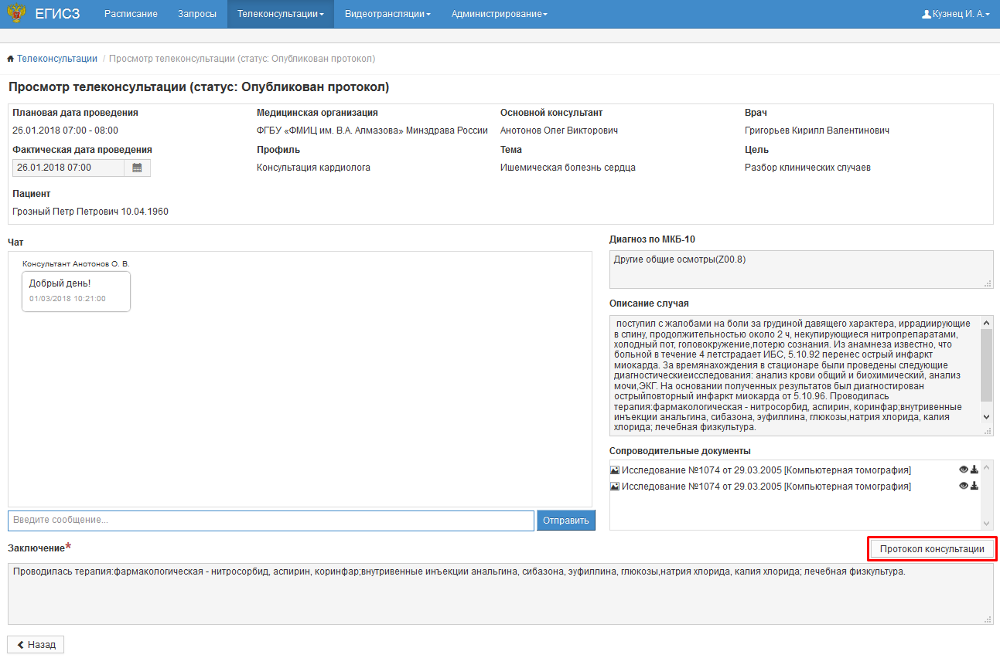 ЕГИСЗ Расписание Запросы Телеконсультации Видеотрансляции Администрирование Кузнец И. А.
Телеконсультации / Просмотр телеконсультации (статус: Опубликован протокол)
Просмотр телеконсультации (статус: Опубликован протокол)
Плановая дата проведения Медицинская организация Основной консультант Врач
26.01.2018 07:00 - 08:00 ФГБУ «ФМИЦ им. В.А. Алмазова» Минздрава России Анотонов Олег Викторович Григорьев Кирилл Валентинович
Фактическая дата проведения Профиль Тема Цель
26.01.2018 07:00 Консультация кардиолога Ишемическая болезнь сердца Разбор клинических случаев
Пациент
Грозный Петр Петрович 10.04.1960
Чат
Консультант Анотонов О. В.
Добрый день!
01/03/2018 10:21:00
Введите сообщение...
Отправить
Диагноз по МКБ-10
Другие общие осмотры(Z00.8)
Описание случая
поступил с жалобами на боли за грудиной давящего характера, иррадиирующие
в спину, продолжительностью около 2 ч, некупирующиеся нитропрепаратами,
холодный пот, головокружение,потерю сознания. Из анамнеза известно, что
больной в течение 4 летстрадает ИБС, 5.10.92 перенес острый инфаркт
миокарда. За времянахождения в стационаре были проведены следующие
диагностическиеисследования: анализ крови общий и биохимический, анализ
мочи,ЭКГ. На основании полученных результатов был диагностирован
острыйповторный инфаркт миокарда от 5.10.96. Проводилась
терапия:фармакологическая - нитросорбид, аспирин, коринфар;внутривенные
инъекции анальгина, сибазона, эуфиллина, глюкозы,натрия хлорида, калия
хлорида; лечебная физкультура.
Сопроводительные документы
Исследование №1074 от 29.03.2005 [Компьютерная томография]
Исследование №1074 от 29.03.2005 [Компьютерная томография]
Заключение*
Протокол консультации
Проводилась терапия:фармакологическая - нитросорбид, аспирин, коринфар;внутривенные инъекции анальгина, сибазона, эуфиллина, глюкозы,натрия хлорида, калия хлорида; лечебная физкультура.
Назад